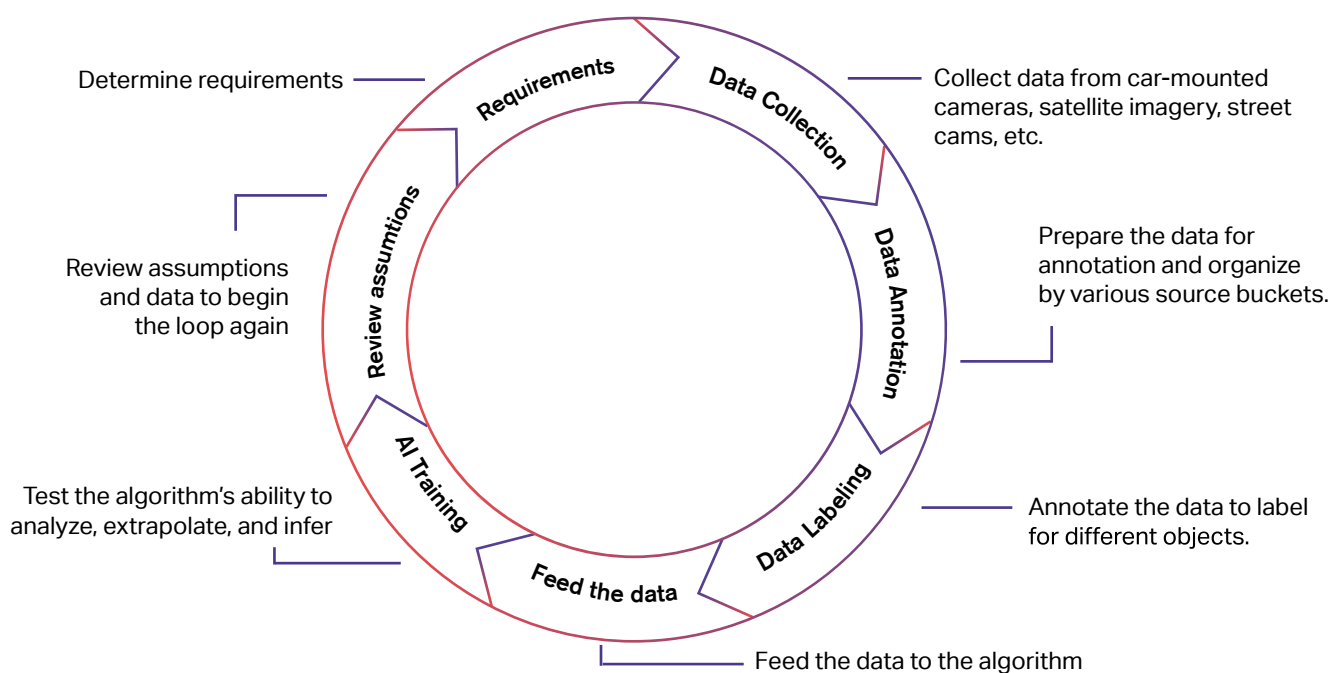 Requirements
Determine requirements
Data Collection
Collect data from car-mounted
cameras, satellite imagery, street
cams, etc.
Data Annotation
Prepare the data for
annotation and organize
by various source buckets.
Data Labeling
Annotate the data to label
for different objects.
Feed the data
Feed the data to the algorithm
AI Training
Test the algorithm’s ability to
analyze, extrapolate, and infer
Review assumtions
Review assumptions
and data to begin
the loop again